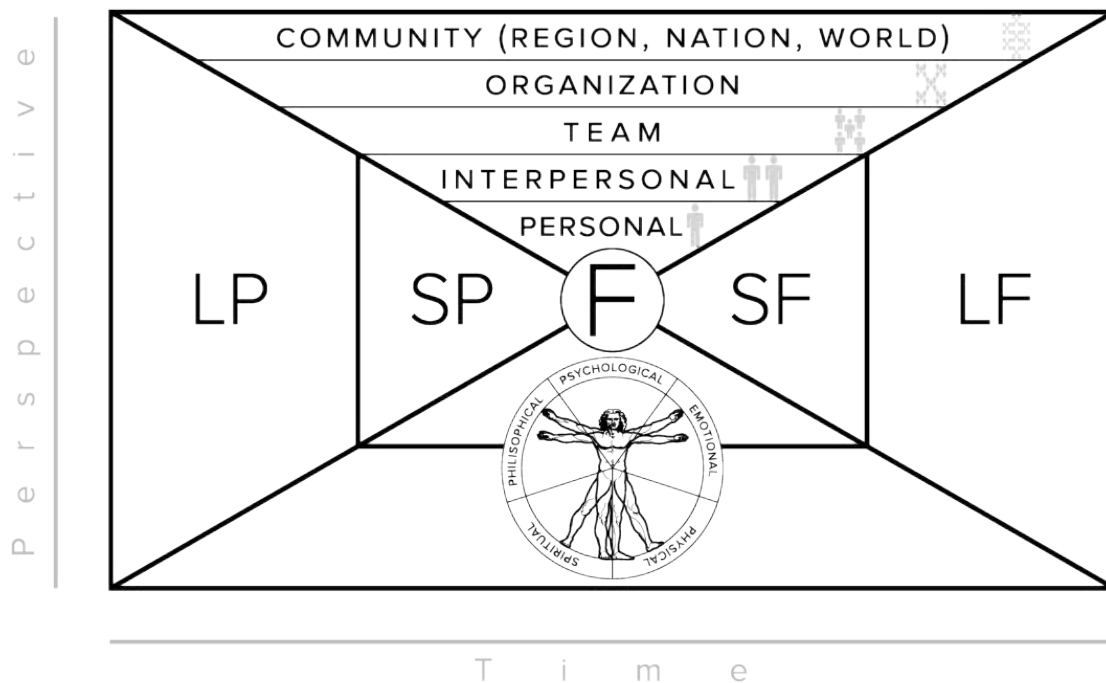 Perspective
COMMUNITY (REGION, NATION, WORLD)
ORGANIZATION
TEAM
INTERPERSONAL
PERSONAL
LP
SP
F
SF
LF
PSYCHOLOGICAL
EMOTIONAL
PHYSICAL
SPIRITUAL
PHILISOPHICAL
Time